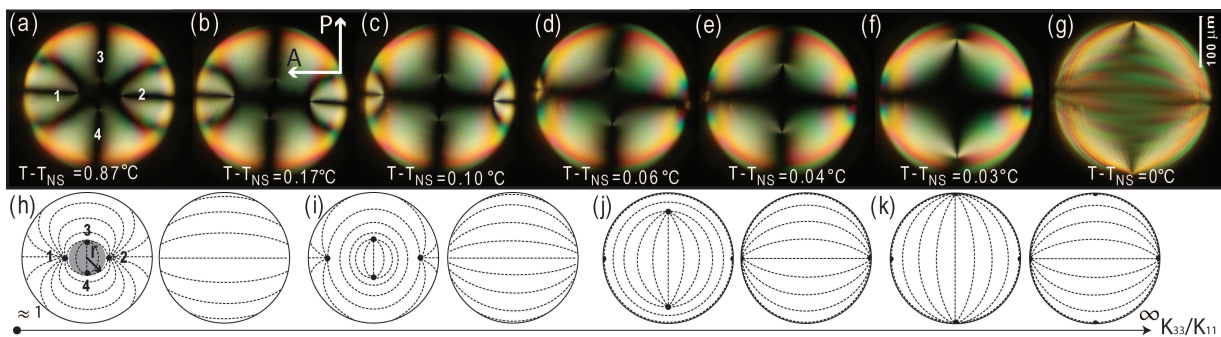 (a) (b) (c) (d) (e) (f) (g)
P
A
3
1 2
4
100 μm
T-T_NS =0.87°C T-T_NS =0.17°C T-T_NS =0.10 °C T-T_NS =0.06°C T-T_NS =0.04°C T-T_NS =0.03°C T-T_NS =0°C
(h) (i) (j) (k)
3
r
1 2
4
≈ 1 ∞
K₃₃/K₁₁